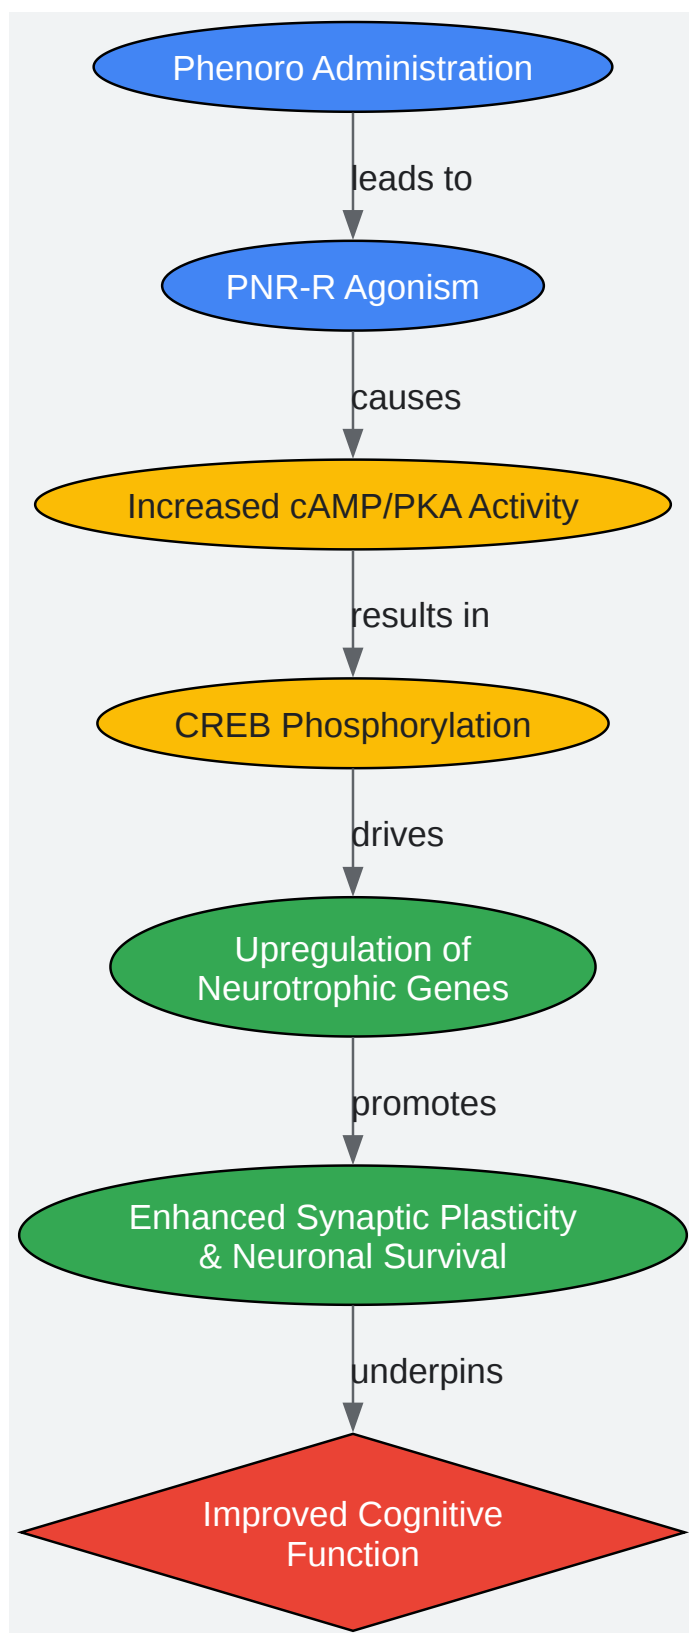 Phenoro Administration
leads to
PNR-R Agonism
causes
Increased cAMP/PKA Activity
results in
CREB Phosphorylation
drives
Upregulation of
Neurotrophic Genes
promotes
Enhanced Synaptic Plasticity
& Neuronal Survival
underpins
Improved Cognitive
Function